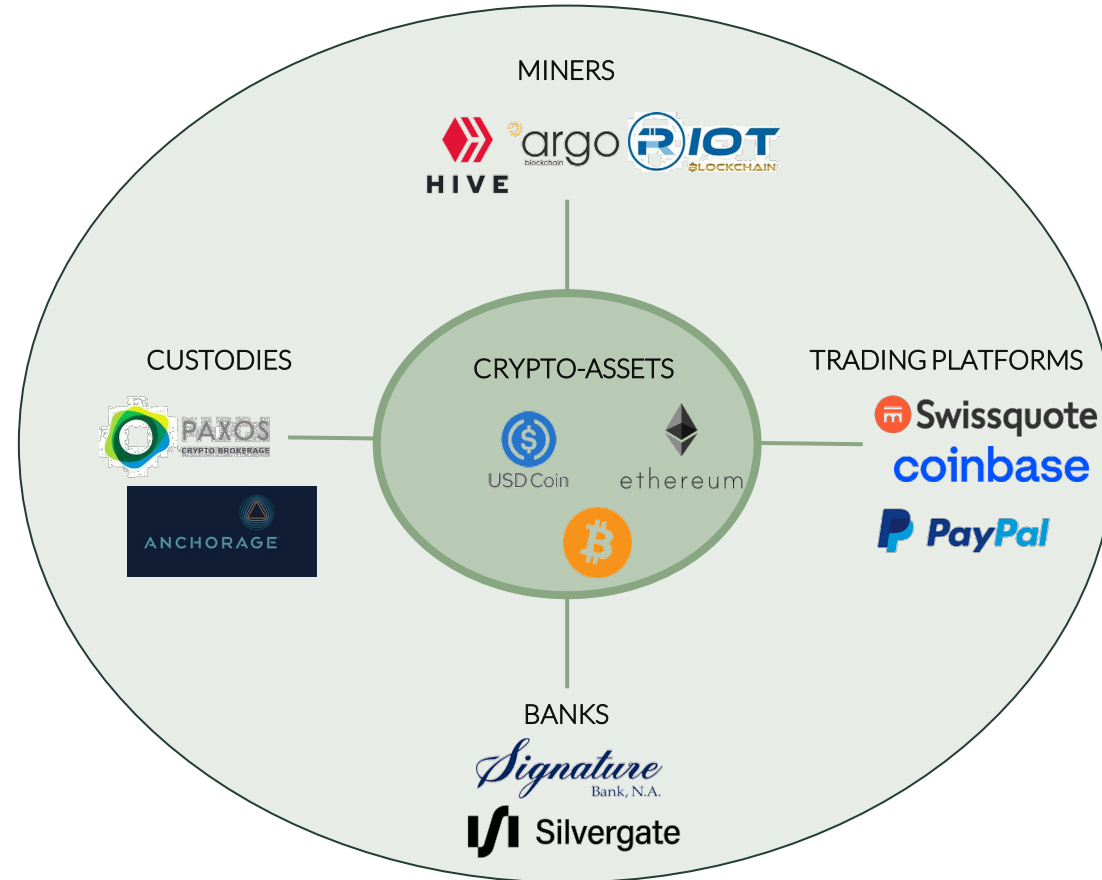 MINERS
HIVE
argo
blockchain
RIOT
BLOCKCHAIN
CUSTODIES
PAXOS
CRYPTO BROKERAGE
ANCHORAGE
CRYPTO-ASSETS
USD Coin
ethereum
TRADING PLATFORMS
Swissquote
coinbase
PayPal
BANKS
Signature
Bank, N.A.
Silvergate